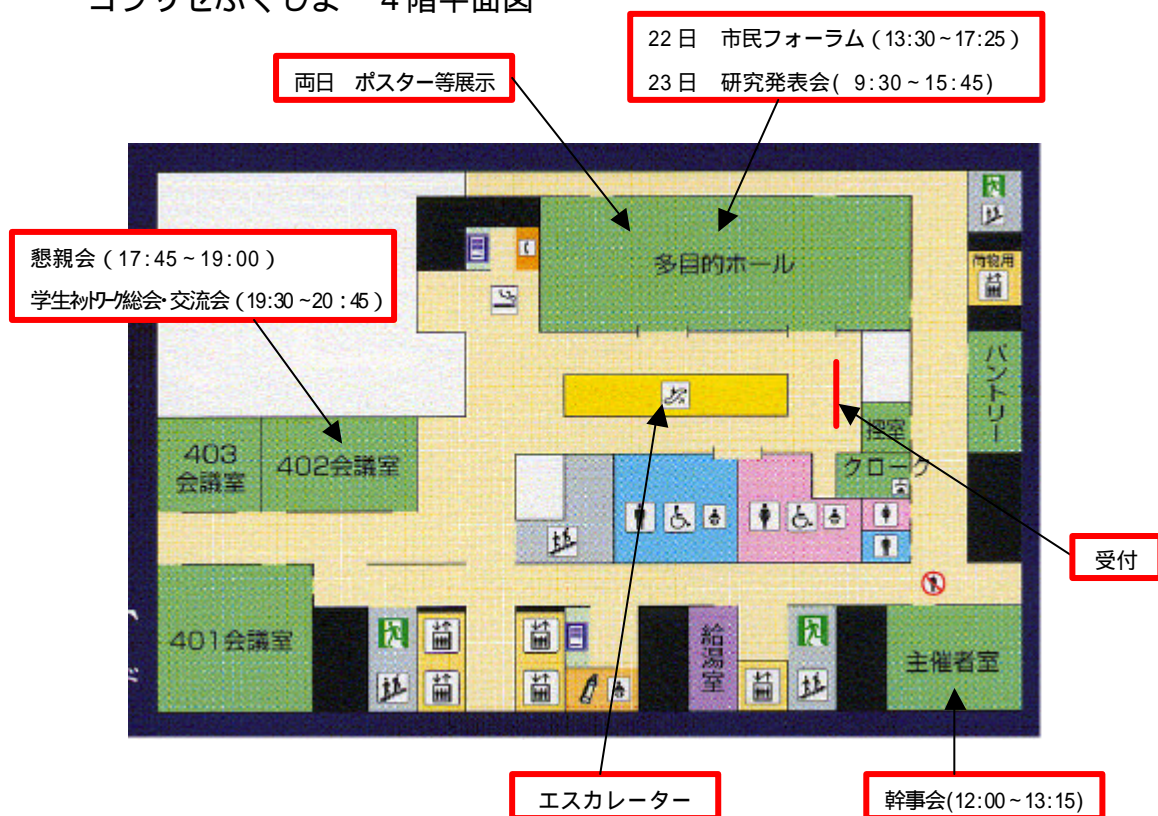 コラッセふくしま　４階平面図
22日　市民フォーラム（13:30~17:25）
23日　研究発表会( 9:30~15:45)
両日　ポスター等展示
懇親会（17:45~19:00）
学生ﾈｯﾄﾜｰｸ総会・交流会（19:30~20:45）
多目的ホール
荷物用
パントリー
控室
クローク
403
会議室
402会議室
受付
401会議室
給湯室
主催者室
エスカレーター
幹事会(12:00~13:15)